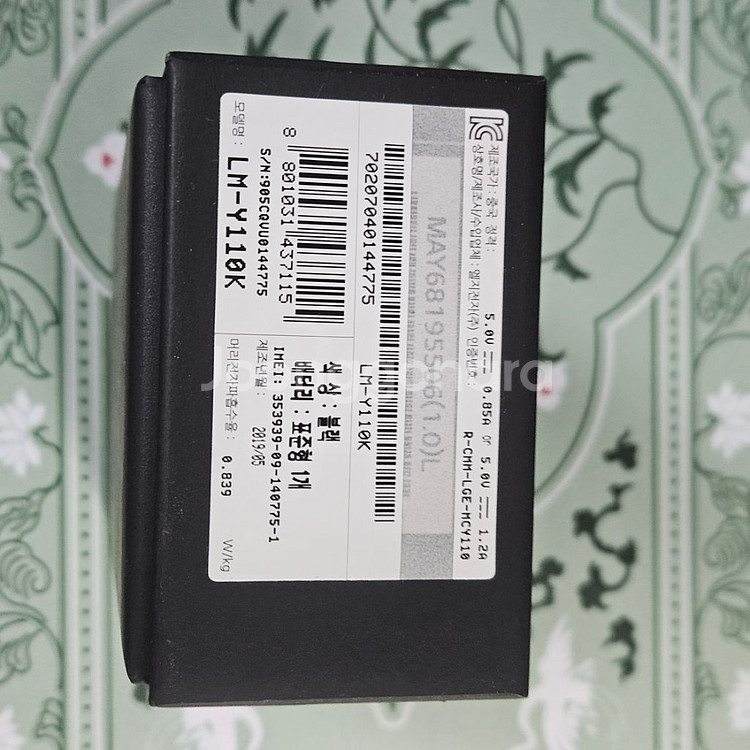 모델명 : LM-Y110K
S/N:905CQVU0144775
8 801031 437115
색 상 : 블랙
배터리 : 표준형 1개
IMEI: 353939-09-140775-1
제조년월 : 2019/05
머리전자파흡수율 : 0.839 W/kg
702070401447​75
LM-Y110K
MAY68195506(1.0)L
제조국가 : 중국 정격 : 5.0V 0.85A or 5.0V 1.2A
상호명/제조사/수입업체 : 엘지전자(주) 인증번호 : R-CMM-LGE-MCY110
Joonggonara